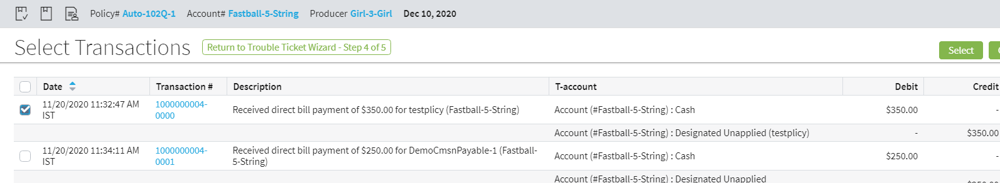 Policy# Auto-102Q-1 Account# Fastball-5-String Producer Girl-3-Girl Dec 10, 2020
Select Transactions Return to Trouble Ticket Wizard - Step 4 of 5
Select
Date Transaction # Description T-account Debit Credit
11/20/2020 11:32:47 AM IST 1000000004-0000 Received direct bill payment of $350.00 for testplicy (Fastball-5-String) Account (#Fastball-5-String) : Cash $350.00 -
Account (#Fastball-5-String) : Designated Unapplied (testplicy) - $350.00
11/20/2020 11:34:11 AM IST 1000000004-0001 Received direct bill payment of $250.00 for DemoCmsnPayable-1 (Fastball-5-String) Account (#Fastball-5-String) : Cash $250.00 -
Account (#Fastball-5-String) : Designated Unapplied